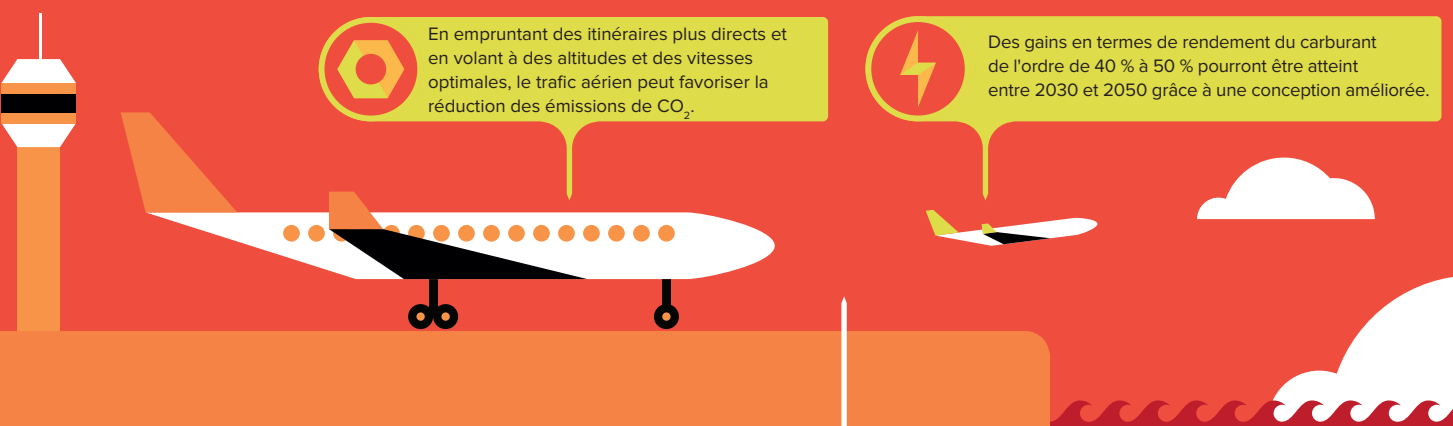 En empruntant des itinéraires plus directs et
en volant à des altitudes et des vitesses
optimales, le trafic aérien peut favoriser la
réduction des émissions de CO₂.
Des gains en termes de rendement du carburant
de l'ordre de 40 % à 50 % pourront être atteint
entre 2030 et 2050 grâce à une conception améliorée.